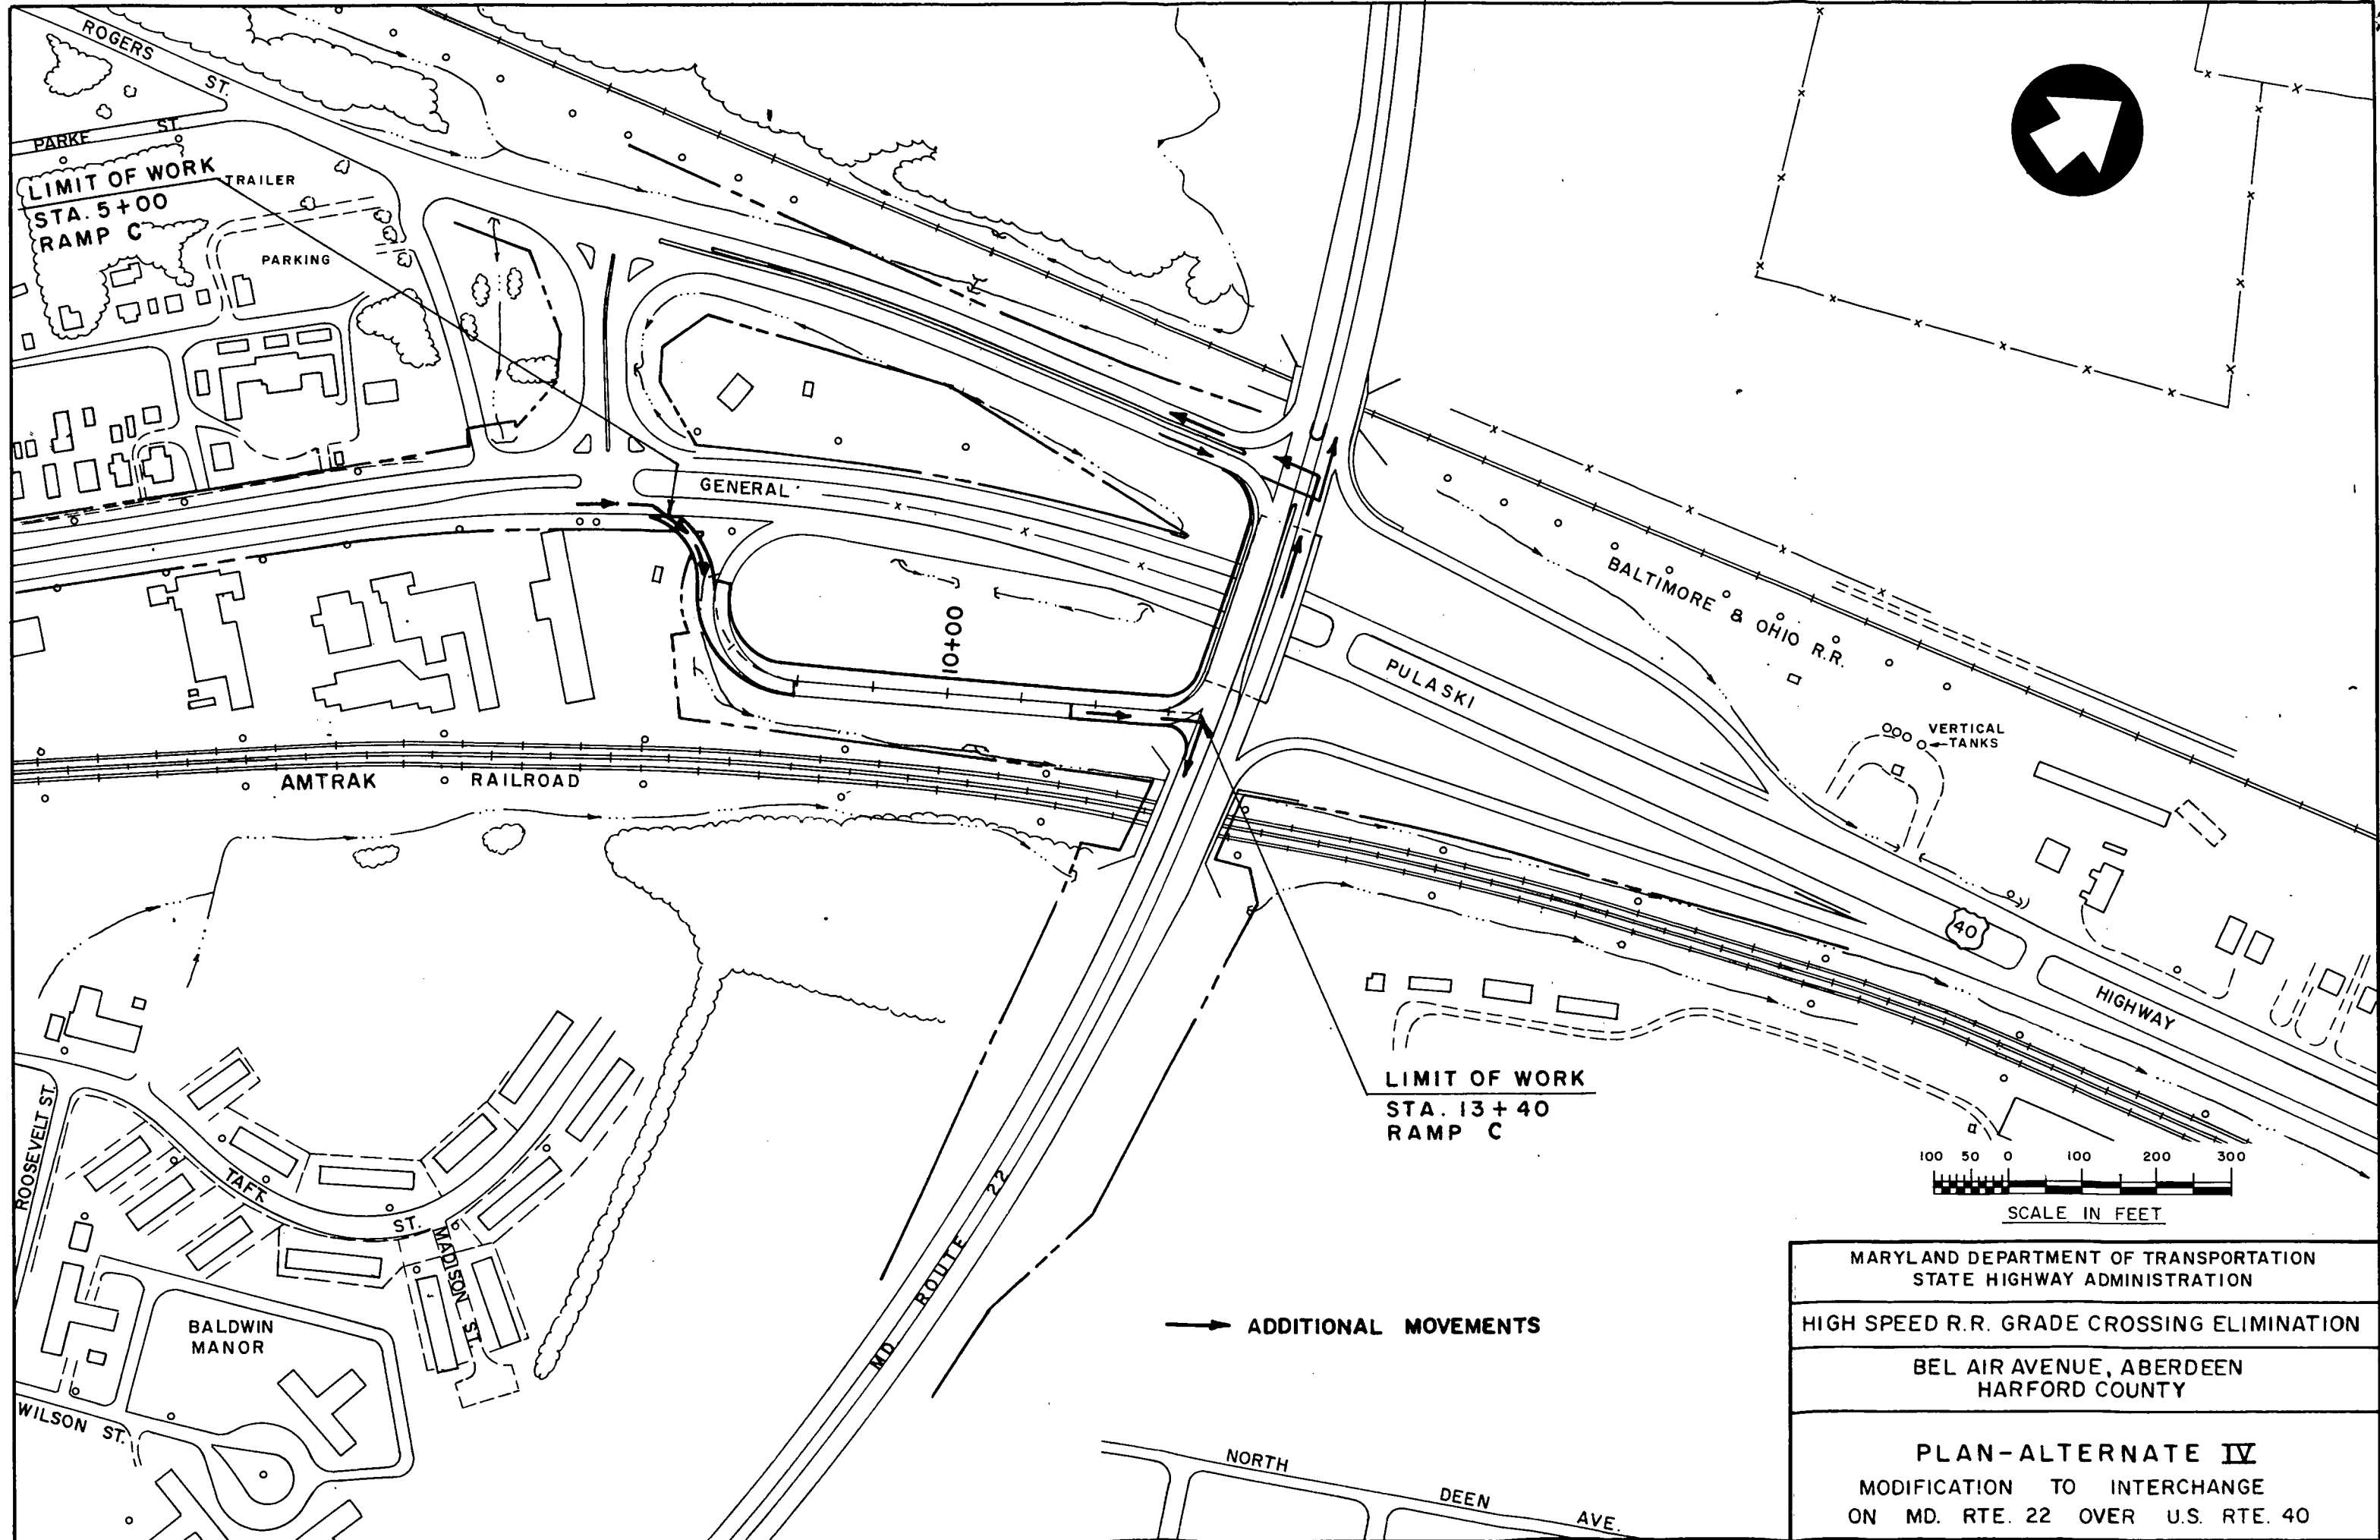 ROGERS ST.
PARKE ST.
LIMIT OF WORK
STA. 5+00
RAMP C
TRAILER
PARKING
GENERAL
10+00
PULASKI
BALTIMORE & OHIO R.R.
VERTICAL
TANKS
AMTRAK RAILROAD
40
HIGHWAY
LIMIT OF WORK
STA. 13+40
RAMP C
100 50 0 100 200 300
SCALE IN FEET
ROOSEVELT ST.
TAFT ST.
MADISON ST.
BALDWIN
MANOR
WILSON ST.
MD ROUTE 22
ADDITIONAL MOVEMENTS
NORTH DEEN AVE.
MARYLAND DEPARTMENT OF TRANSPORTATION
STATE HIGHWAY ADMINISTRATION
HIGH SPEED R.R. GRADE CROSSING ELIMINATION
BEL AIR AVENUE, ABERDEEN
HARFORD COUNTY
PLAN-ALTERNATE IV
MODIFICATION TO INTERCHANGE
ON MD. RTE. 22 OVER U.S. RTE. 40